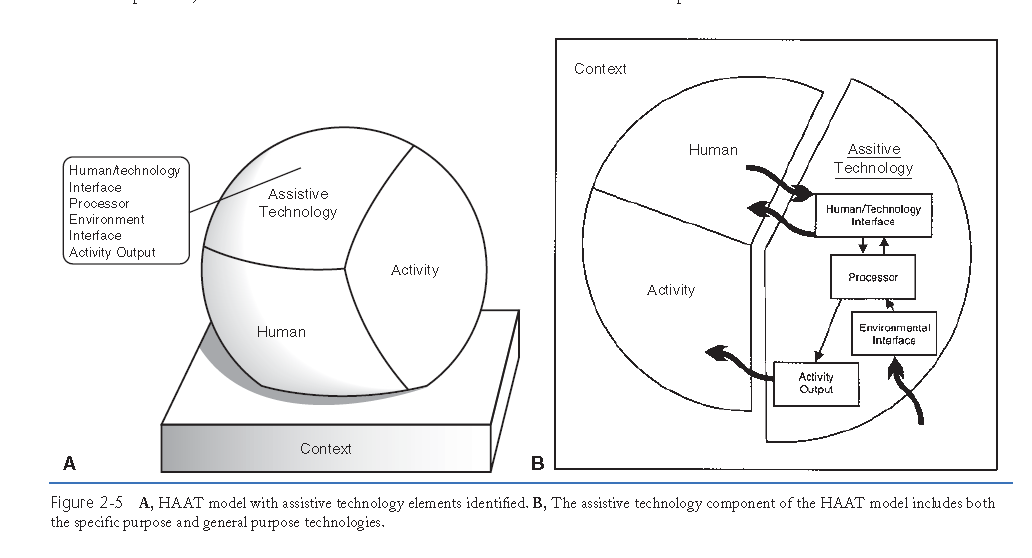 Human/technology
Interface
Processor
Environment
Interface
Activity Output
Assistive
Technology
Activity
Human
Context
A
Context
Human
Assitive
Technology
Human/Technology
Interface
Processor
Environmental
Interface
Activity
Activity
Output
B
Figure 2-5 A, HAAT model with assistive technology elements identified. B, The assistive technology component of the HAAT model includes both
the specific purpose and general purpose technologies.